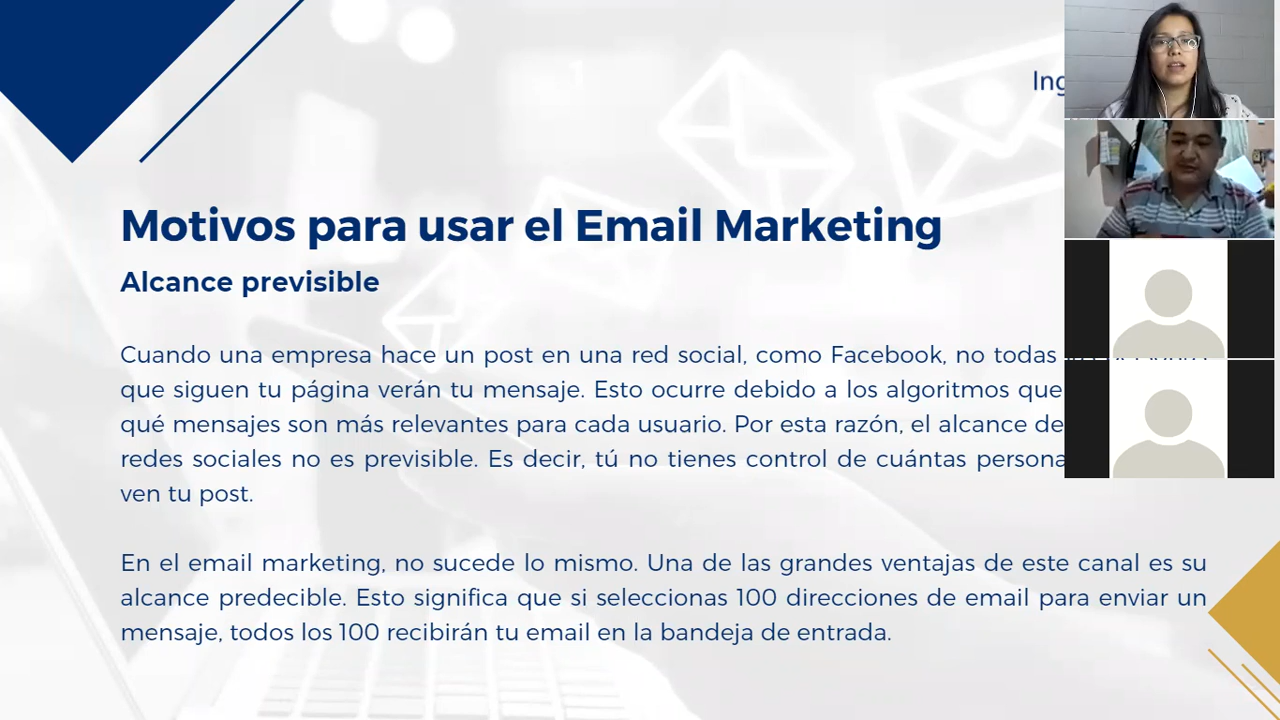 Ing
Motivos para usar el Email Marketing
Alcance previsible
Cuando una empresa hace un post en una red social, como Facebook, no todas
que siguen tu página verán tu mensaje. Esto ocurre debido a los algoritmos que
qué mensajes son más relevantes para cada usuario. Por esta razón, el alcance de
redes sociales no es previsible. Es decir, tú no tienes control de cuántas persona
ven tu post.
En el email marketing, no sucede lo mismo. Una de las grandes ventajas de este canal es su
alcance predecible. Esto significa que si seleccionas 100 direcciones de email para enviar un
mensaje, todos los 100 recibirán tu email en la bandeja de entrada.